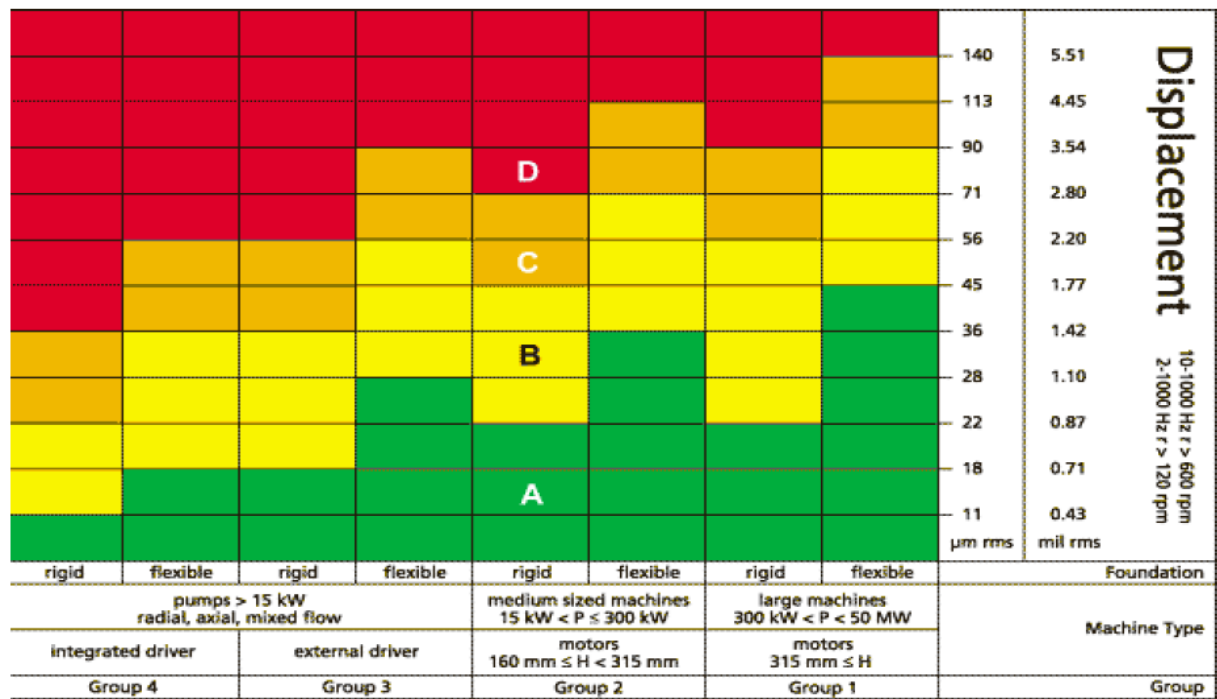 140 5.51
113 4.45
90 3.54
D
71 2.80
56 2.20
C
45 1.77
36 1.42
B
28 1.10
22 0.87
18 0.71
A
11 0.43
µm rms mil rms
Displacement
10-1000 Hz r > 600 rpm
2-1000 Hz r > 120 rpm
rigid flexible rigid flexible rigid flexible rigid flexible Foundation
pumps > 15 kW
radial, axial, mixed flow
medium sized machines
15 kW < P ≤ 300 kW
large machines
300 kW < P < 50 MW
Machine Type
integrated driver external driver
motors
160 mm ≤ H < 315 mm
motors
315 mm ≤ H
Group 4 Group 3 Group 2 Group 1 Group